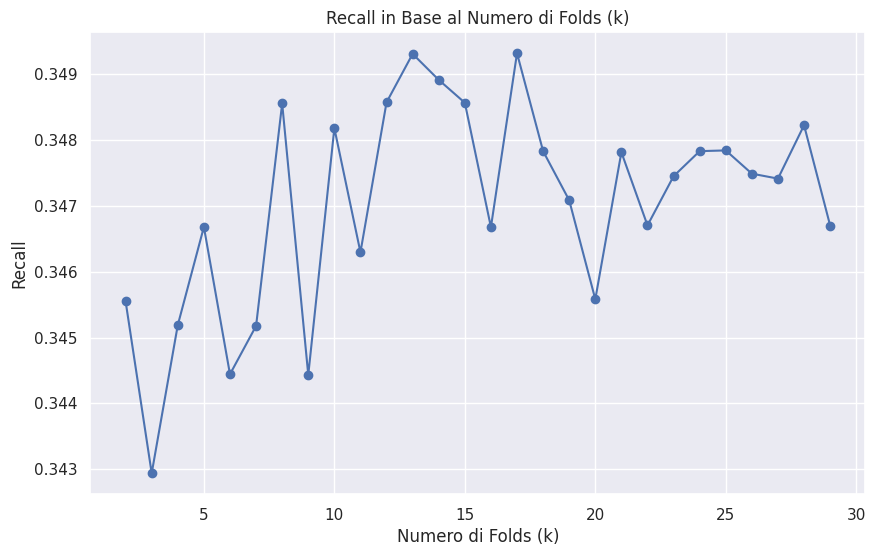 Recall in Base al Numero di Folds (k)
0.349
0.348
0.347
0.346
0.345
0.344
0.343
Recall
5 10 15 20 25 30
Numero di Folds (k)